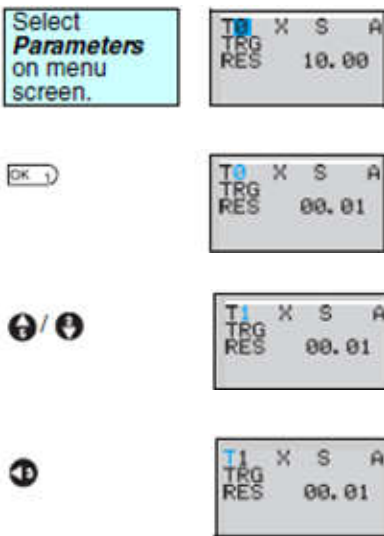 Select
Parameters
on menu
screen.
T0 X S A
TRG
RES 10.00
OK
T0 X S A
TRG
RES 00.01
/
T1 X S A
TRG
RES 00.01
T1 X S A
TRG
RES 00.01